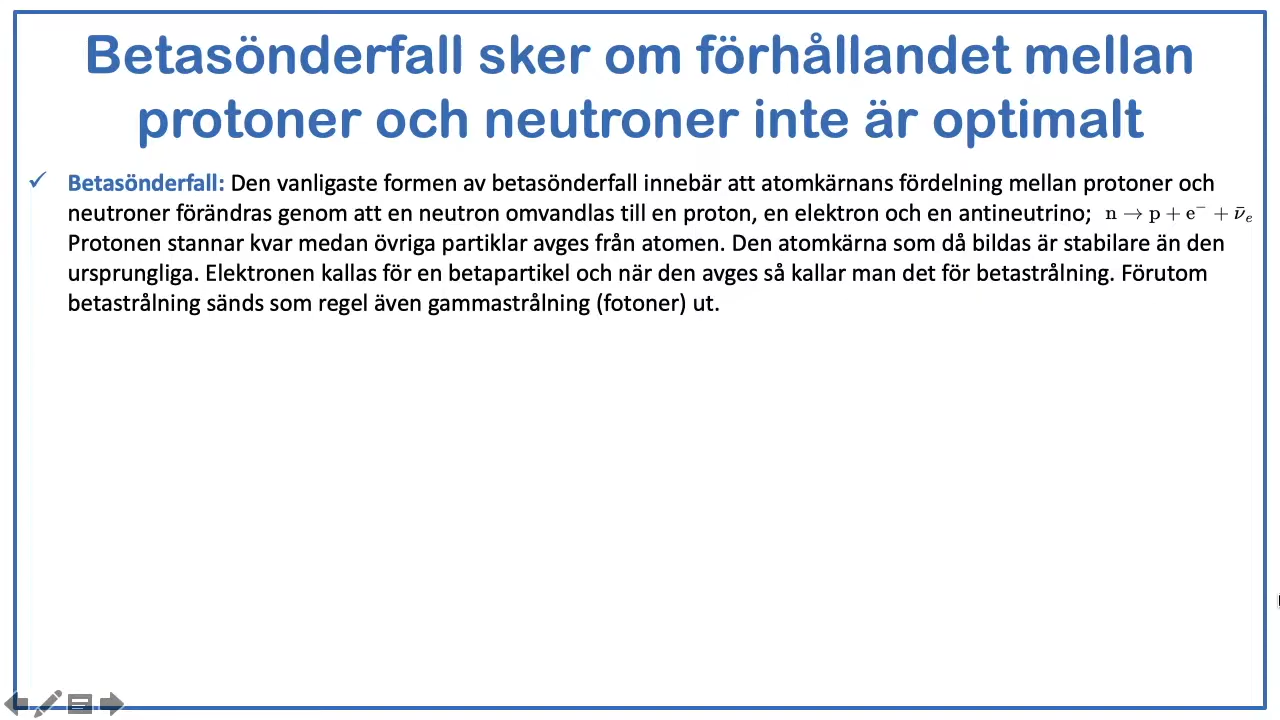 Betasönderfall sker om förhållandet mellan
protoner och neutroner inte är optimalt
✓ Betasönderfall: Den vanligaste formen av betasönderfall innebär att atomkärnans fördelning mellan protoner och
neutroner förändras genom att en neutron omvandlas till en proton, en elektron och en antineutrino; n → p + e⁻ + ν̄ₑ
Protonen stannar kvar medan övriga partiklar avges från atomen. Den atomkärna som då bildas är stabilare än den
ursprungliga. Elektronen kallas för en betapartikel och när den avges så kallar man det för betastrålning. Förutom
betastrålning sänds som regel även gammastrålning (fotoner) ut.